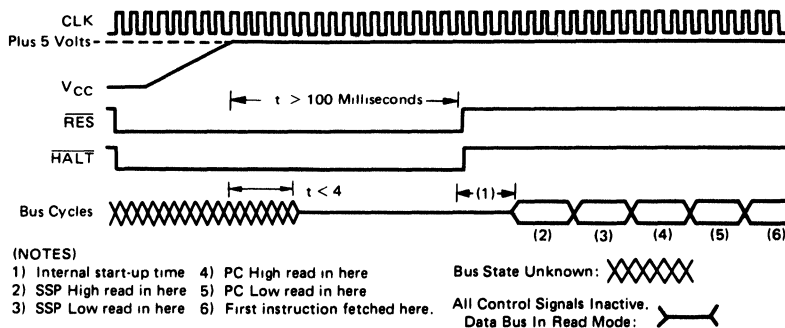 CLK
Plus 5 Volts
VCC
t > 100 Milliseconds
RES
HALT
t < 4
(1)
Bus Cycles
(2) (3) (4) (5) (6)
(NOTES)
1) Internal start-up time 4) PC High read in here
2) SSP High read in here 5) PC Low read in here
3) SSP Low read in here 6) First instruction fetched here.
Bus State Unknown:
All Control Signals Inactive.
Data Bus In Read Mode: